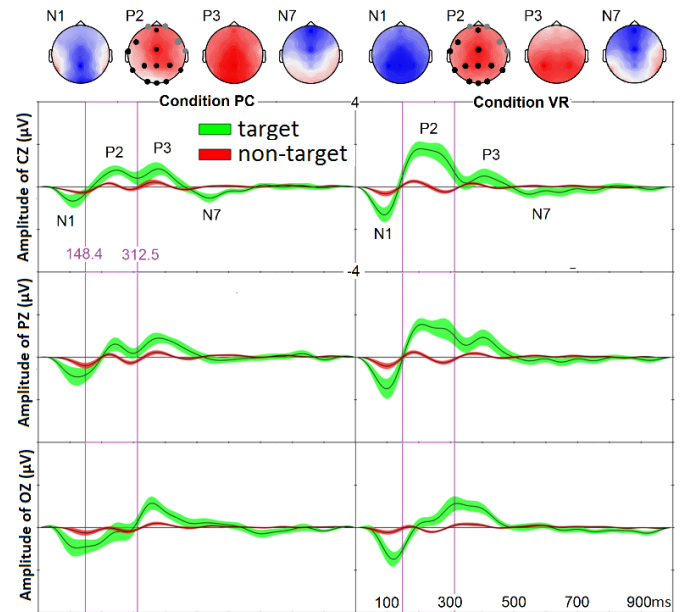 N1 P2 P3 N7 N1 P2 P3 N7
Condition PC 4 Condition VR
target
non-target
P2 P3 P2 P3
N1 N7 N1 N7
148.4 312.5
-4
Amplitude of CZ (µV)
Amplitude of PZ (µV)
Amplitude of OZ (µV)
100 300 500 700 900ms